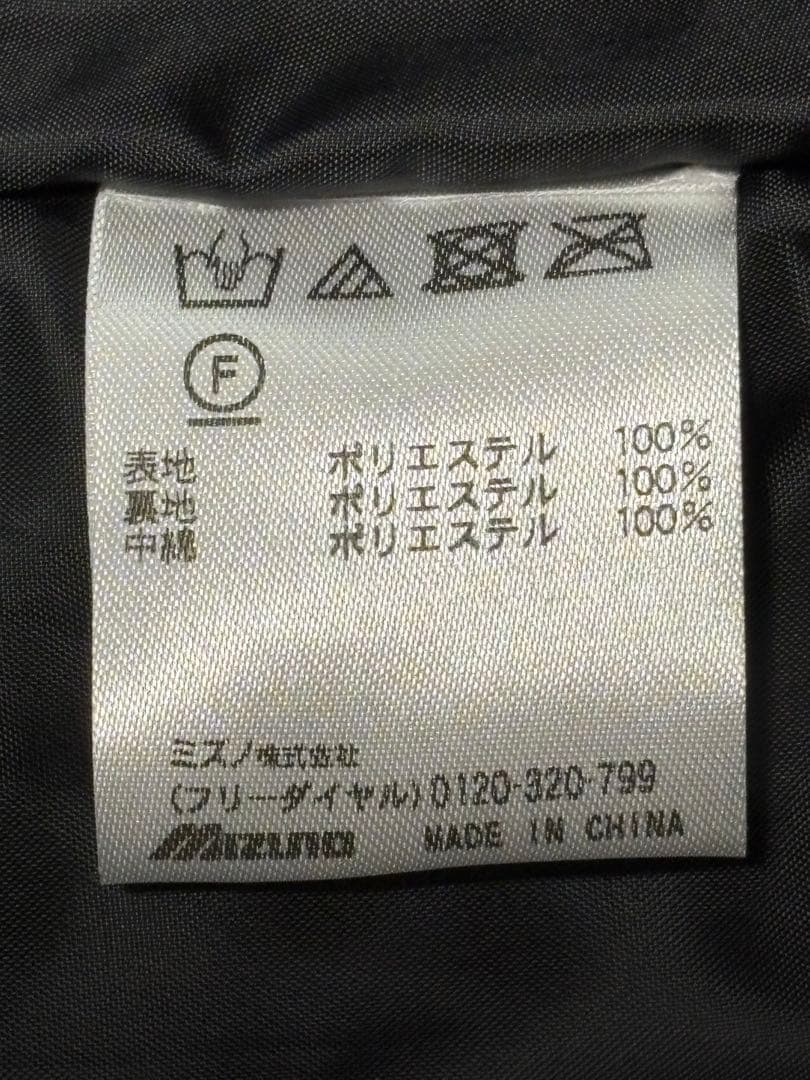 F
表地 ポリエステル 100%
裏地 ポリエステル 100%
中綿 ポリエステル 100%
ミズノ株式会社
(フリーダイヤル)0120-320-799
Mizuno MADE IN CHINA